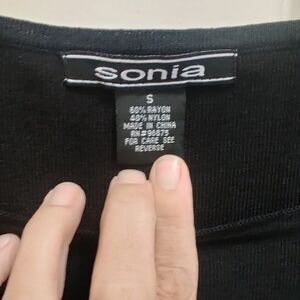 sonia
S
60% RAYON
40% NYLON
MADE IN CHINA
RN#96875
FOR CARE SEE
REVERSE